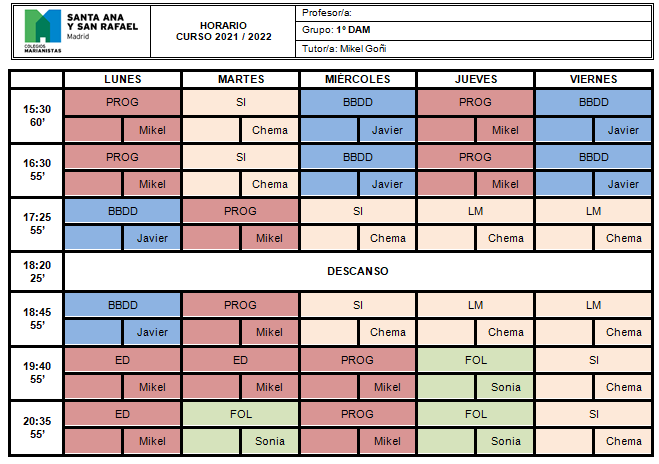 SANTA ANA
Y SAN RAFAEL
Madrid
COLEGIOS
MARIANISTAS
HORARIO
CURSO 2021 / 2022
Profesor/a:
Grupo: 1º DAM
Tutor/a: Mikel Goñi
LUNES MARTES MIÉRCOLES JUEVES VIERNES
15:30 60’ PROG SI BBDD PROG BBDD
Mikel Chema Javier Mikel Javier
16:30 55’ PROG SI BBDD PROG BBDD
Mikel Chema Javier Mikel Javier
17:25 55’ BBDD PROG SI LM LM
Javier Mikel Chema Chema Chema
18:20 25’ DESCANSO
18:45 55’ BBDD PROG SI LM LM
Javier Mikel Chema Chema Chema
19:40 55’ ED ED PROG FOL SI
Mikel Mikel Mikel Sonia Chema
20:35 55’ ED FOL PROG FOL SI
Mikel Sonia Mikel Sonia Chema